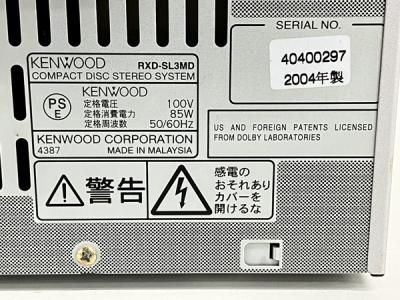 KENWOOD RXD-SL3MD
COMPACT DISC STEREO SYSTEM
PS
E
定格電圧 100V
定格消費電力 85W
定格周波数 50/60Hz
KENWOOD CORPORATION
4387 MADE IN MALAYSIA
SERIAL NO.
40400297
2004年製
US AND FOREIGN PATENTS LICENSED
FROM DOLBY LABORATORIES
警告
感電の
おそれあり
カバーを
開けるな